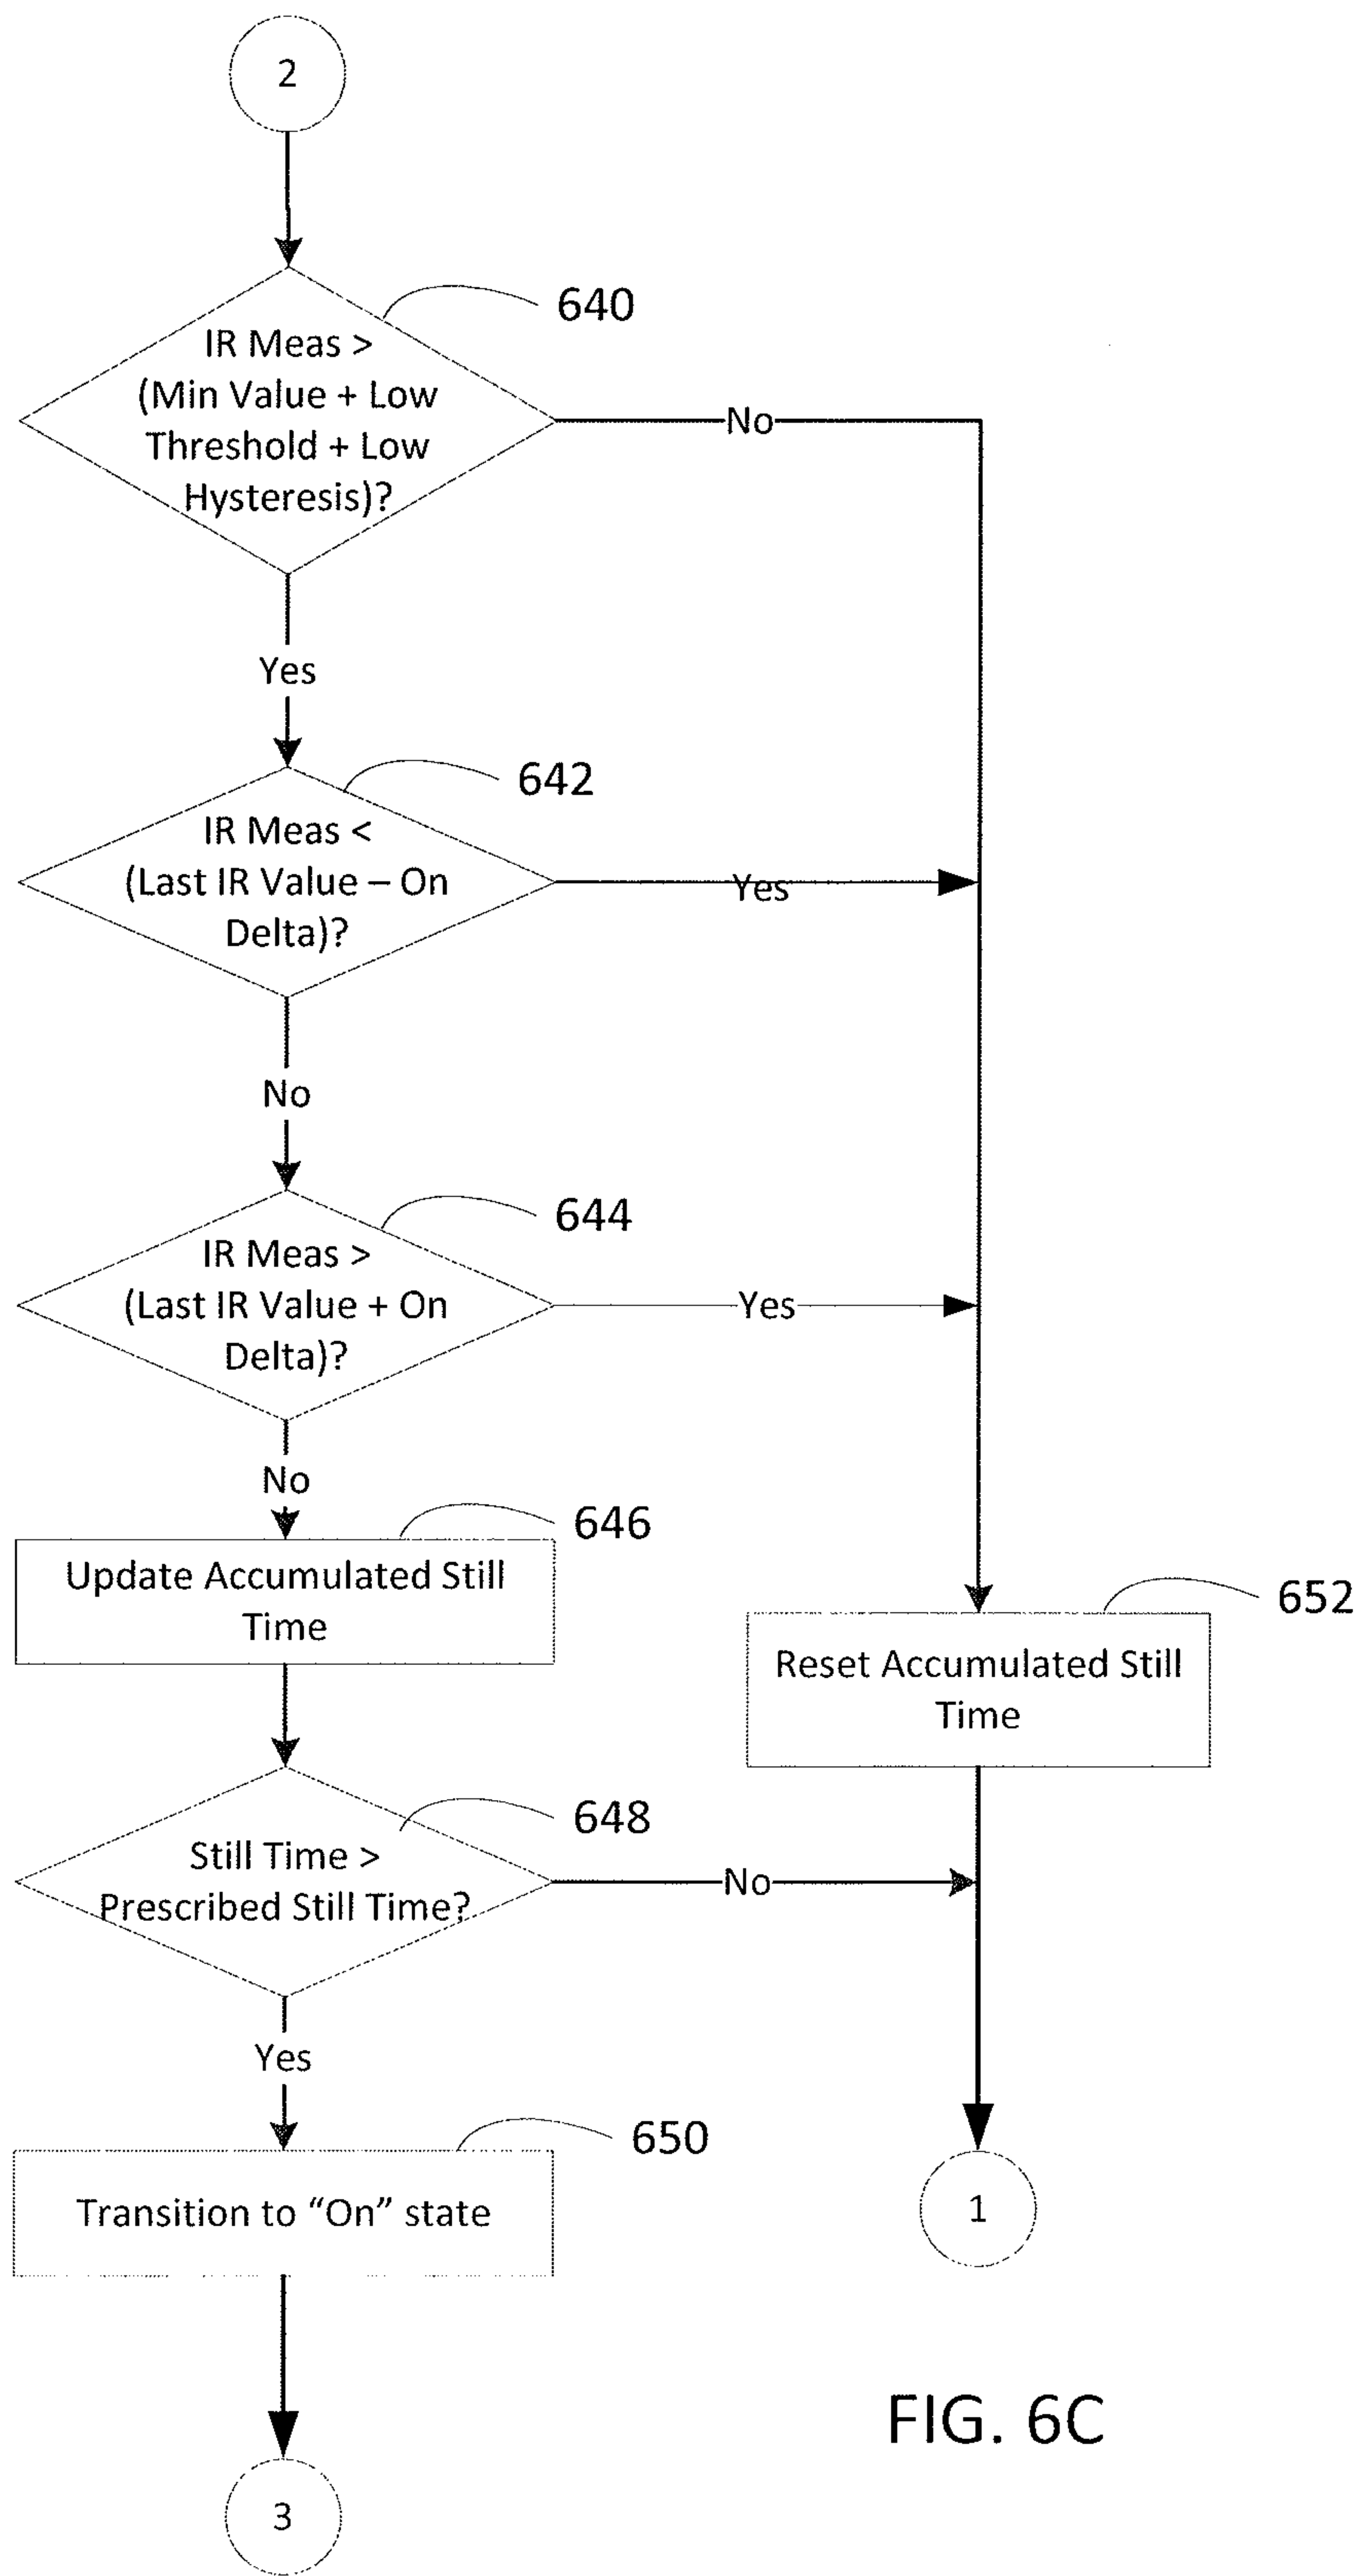 2
640
IR Meas >
(Min Value + Low
Threshold + Low
Hysteresis)?
No
Yes
642
IR Meas <
(Last IR Value – On
Delta)?
Yes
No
644
IR Meas >
(Last IR Value + On
Delta)?
Yes
No
646
Update Accumulated Still
Time
652
Reset Accumulated Still
Time
648
Still Time >
Prescribed Still Time?
No
Yes
650
Transition to “On” state
1
FIG. 6C
3